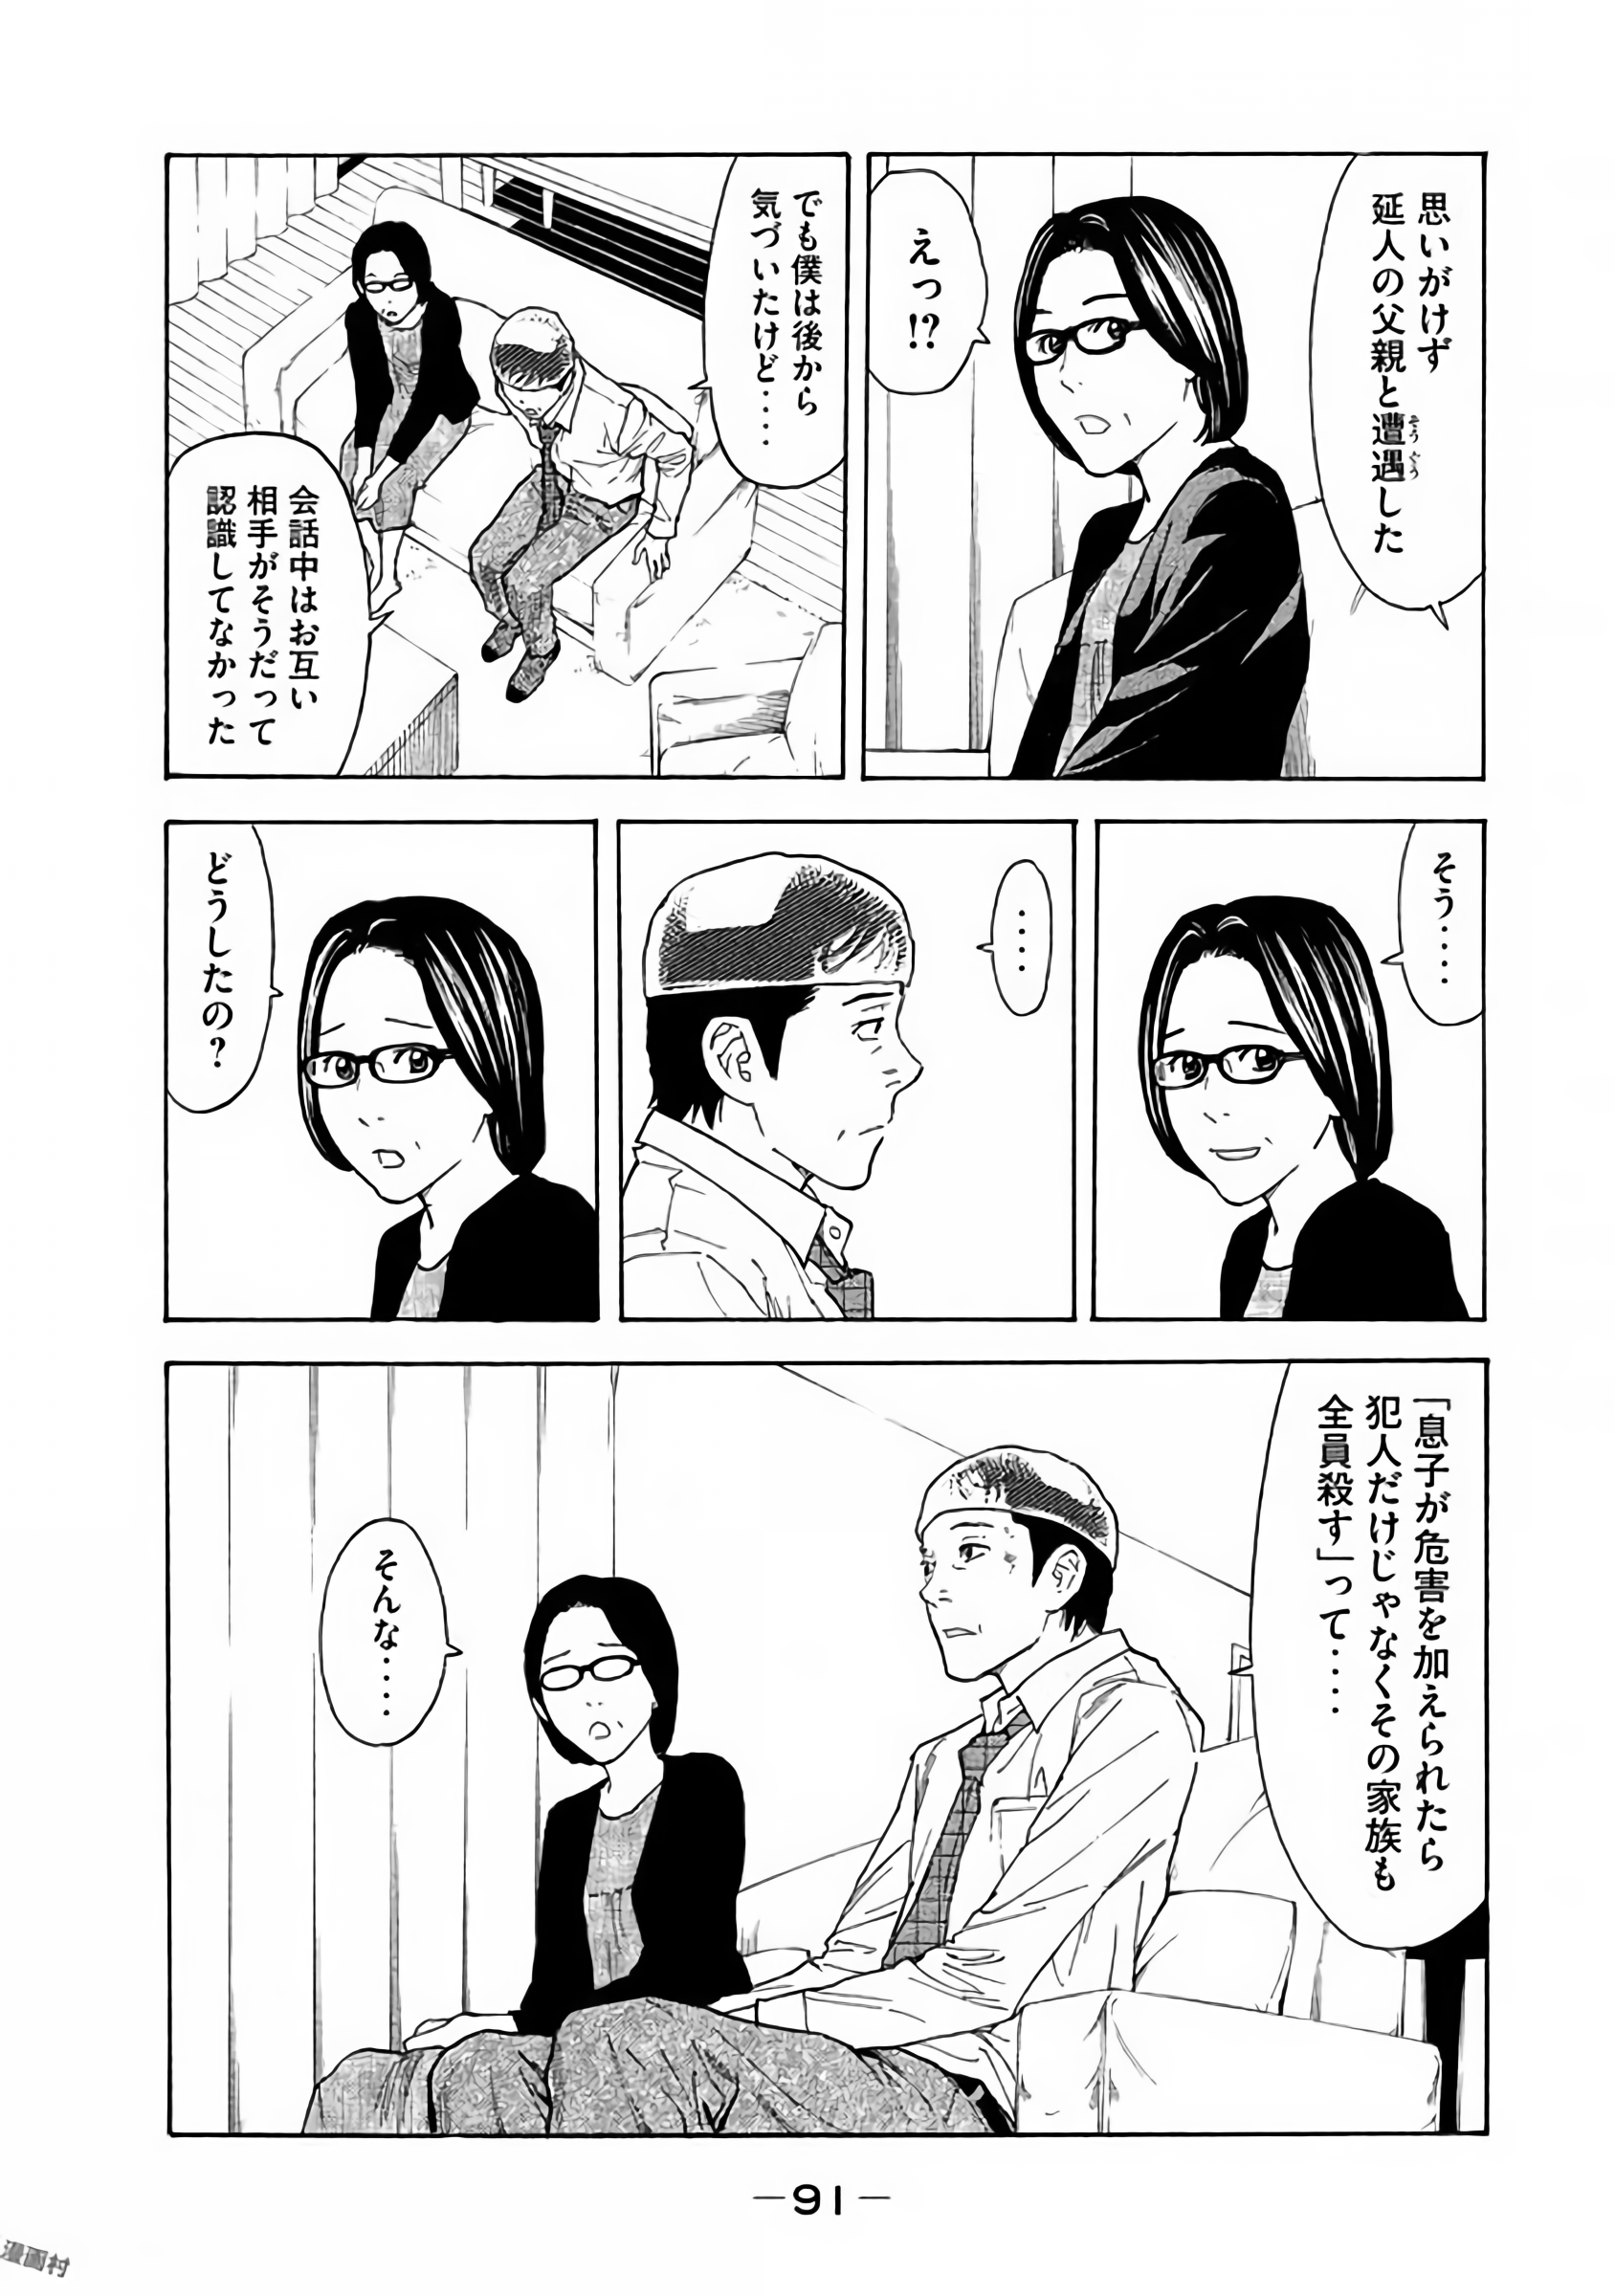 思いがけず
延人の父親と遭遇した
そうぐう
えっ!?
でも僕は後から
気づいたけど‥‥‥
会話中はお互い
相手がそうだって
認識してなかった
そう‥‥‥
‥‥
どうしたの?
「息子が危害を加えられたら
犯人だけじゃなくその家族も
全員殺す」って‥‥
そんな‥‥
—91—
漫画村